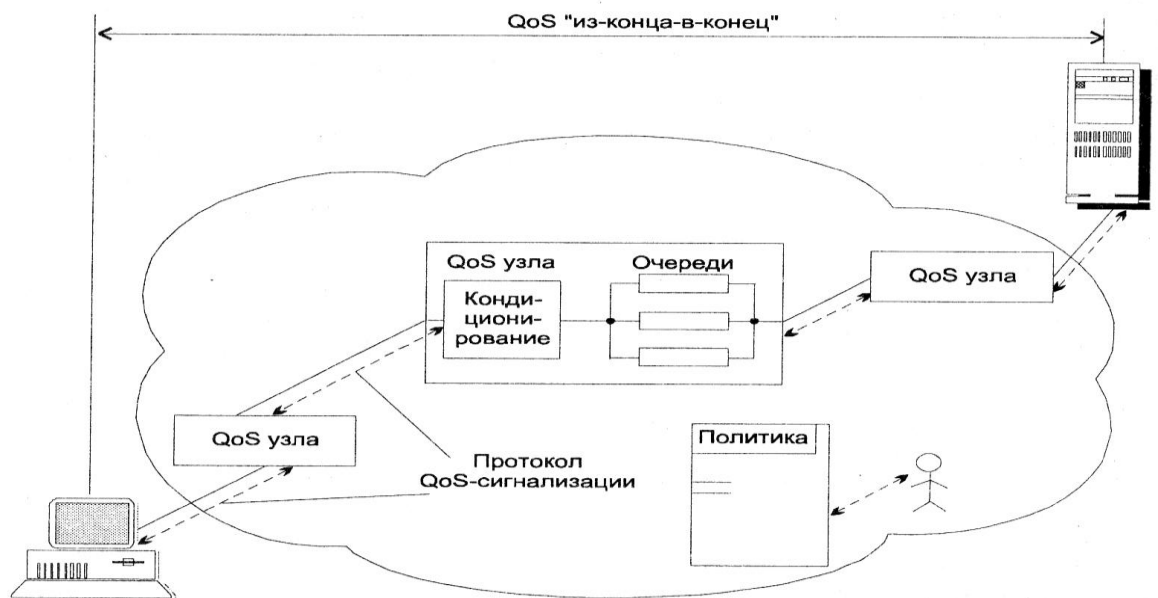 QoS "из-конца-в-конец"
QoS узла
Очереди
QoS узла
Конди-
циони-
рование
QoS узла
Политика
Протокол
QoS-сигнализации